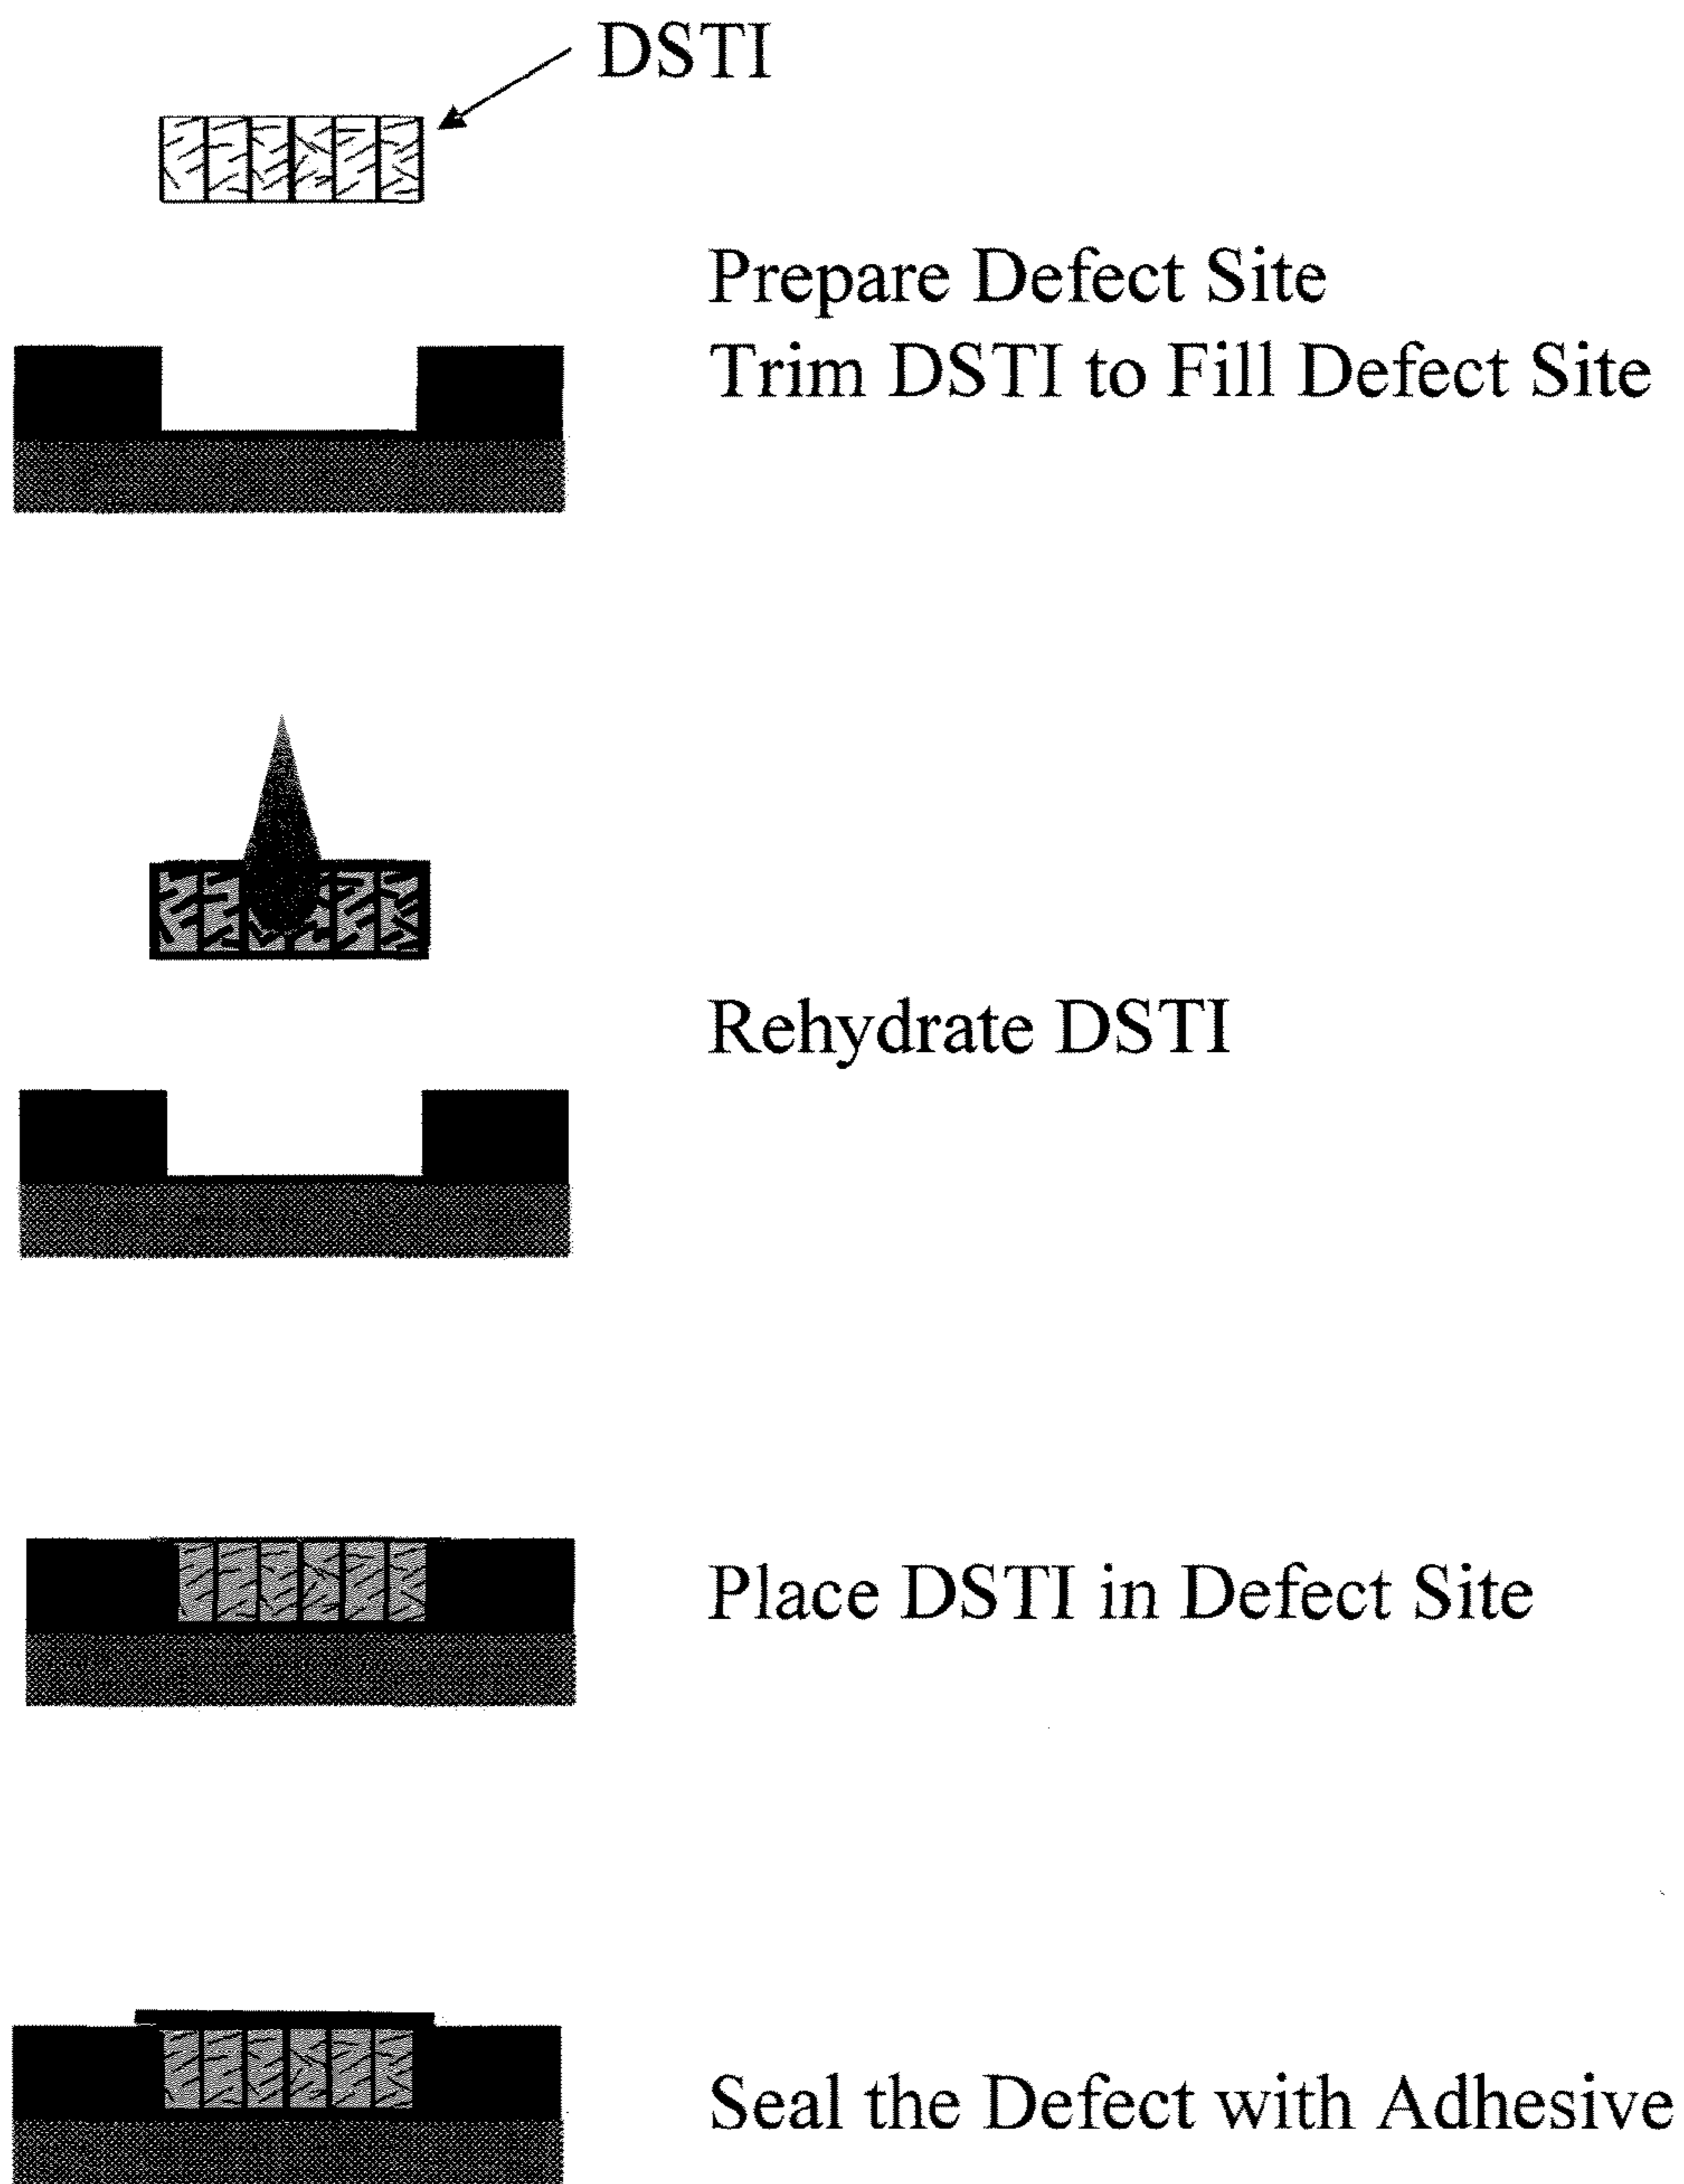 DSTI
Prepare Defect Site
Trim DSTI to Fill Defect Site
Rehydrate DSTI
Place DSTI in Defect Site
Seal the Defect with Adhesive